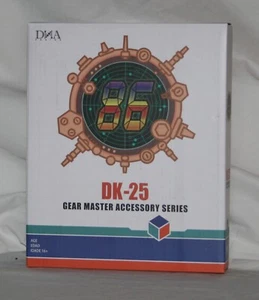 DNA
86
DK-25
GEAR MASTER ACCESSORY SERIES